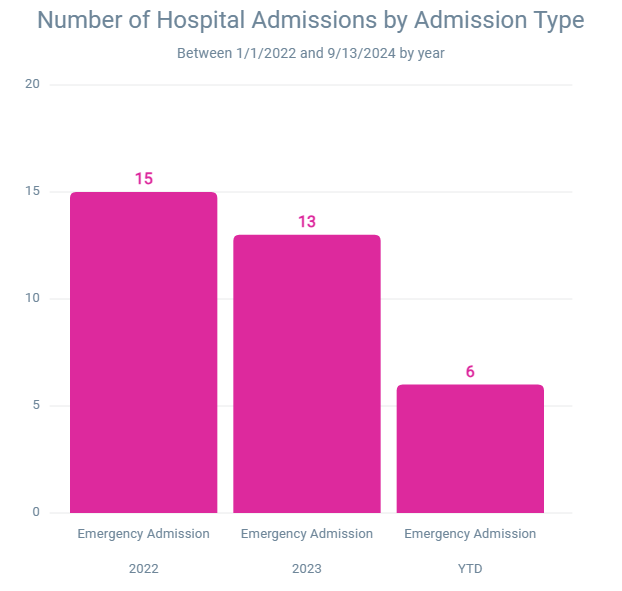 Number of Hospital Admissions by Admission Type
Between 1/1/2022 and 9/13/2024 by year
20
15
10
5
0
15
13
6
Emergency Admission Emergency Admission Emergency Admission
2022 2023 YTD